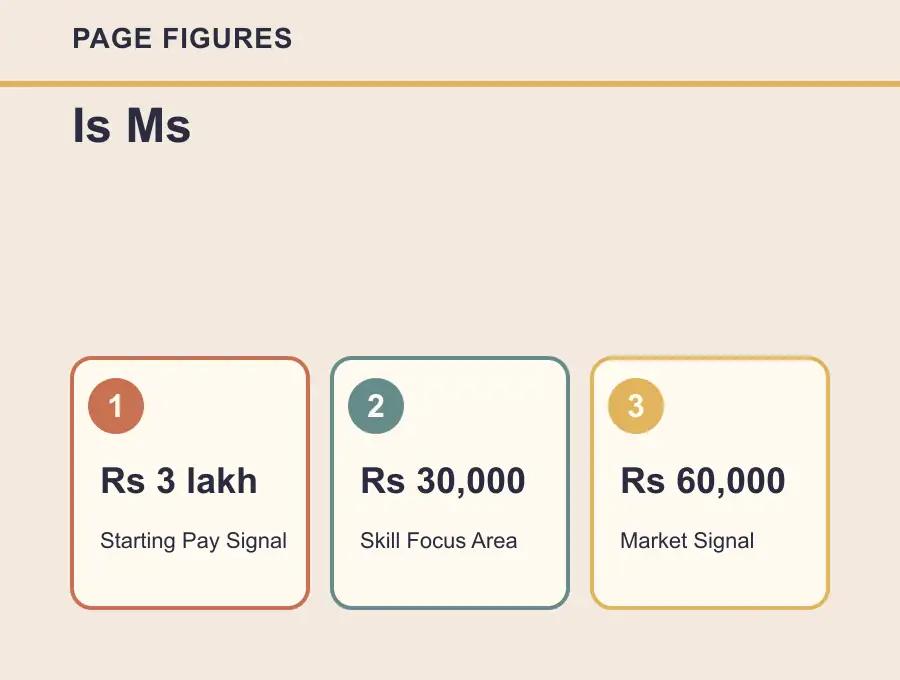 PAGE FIGURES
Is Ms
1
Rs 3 lakh
Starting Pay Signal
2
Rs 30,000
Skill Focus Area
3
Rs 60,000
Market Signal